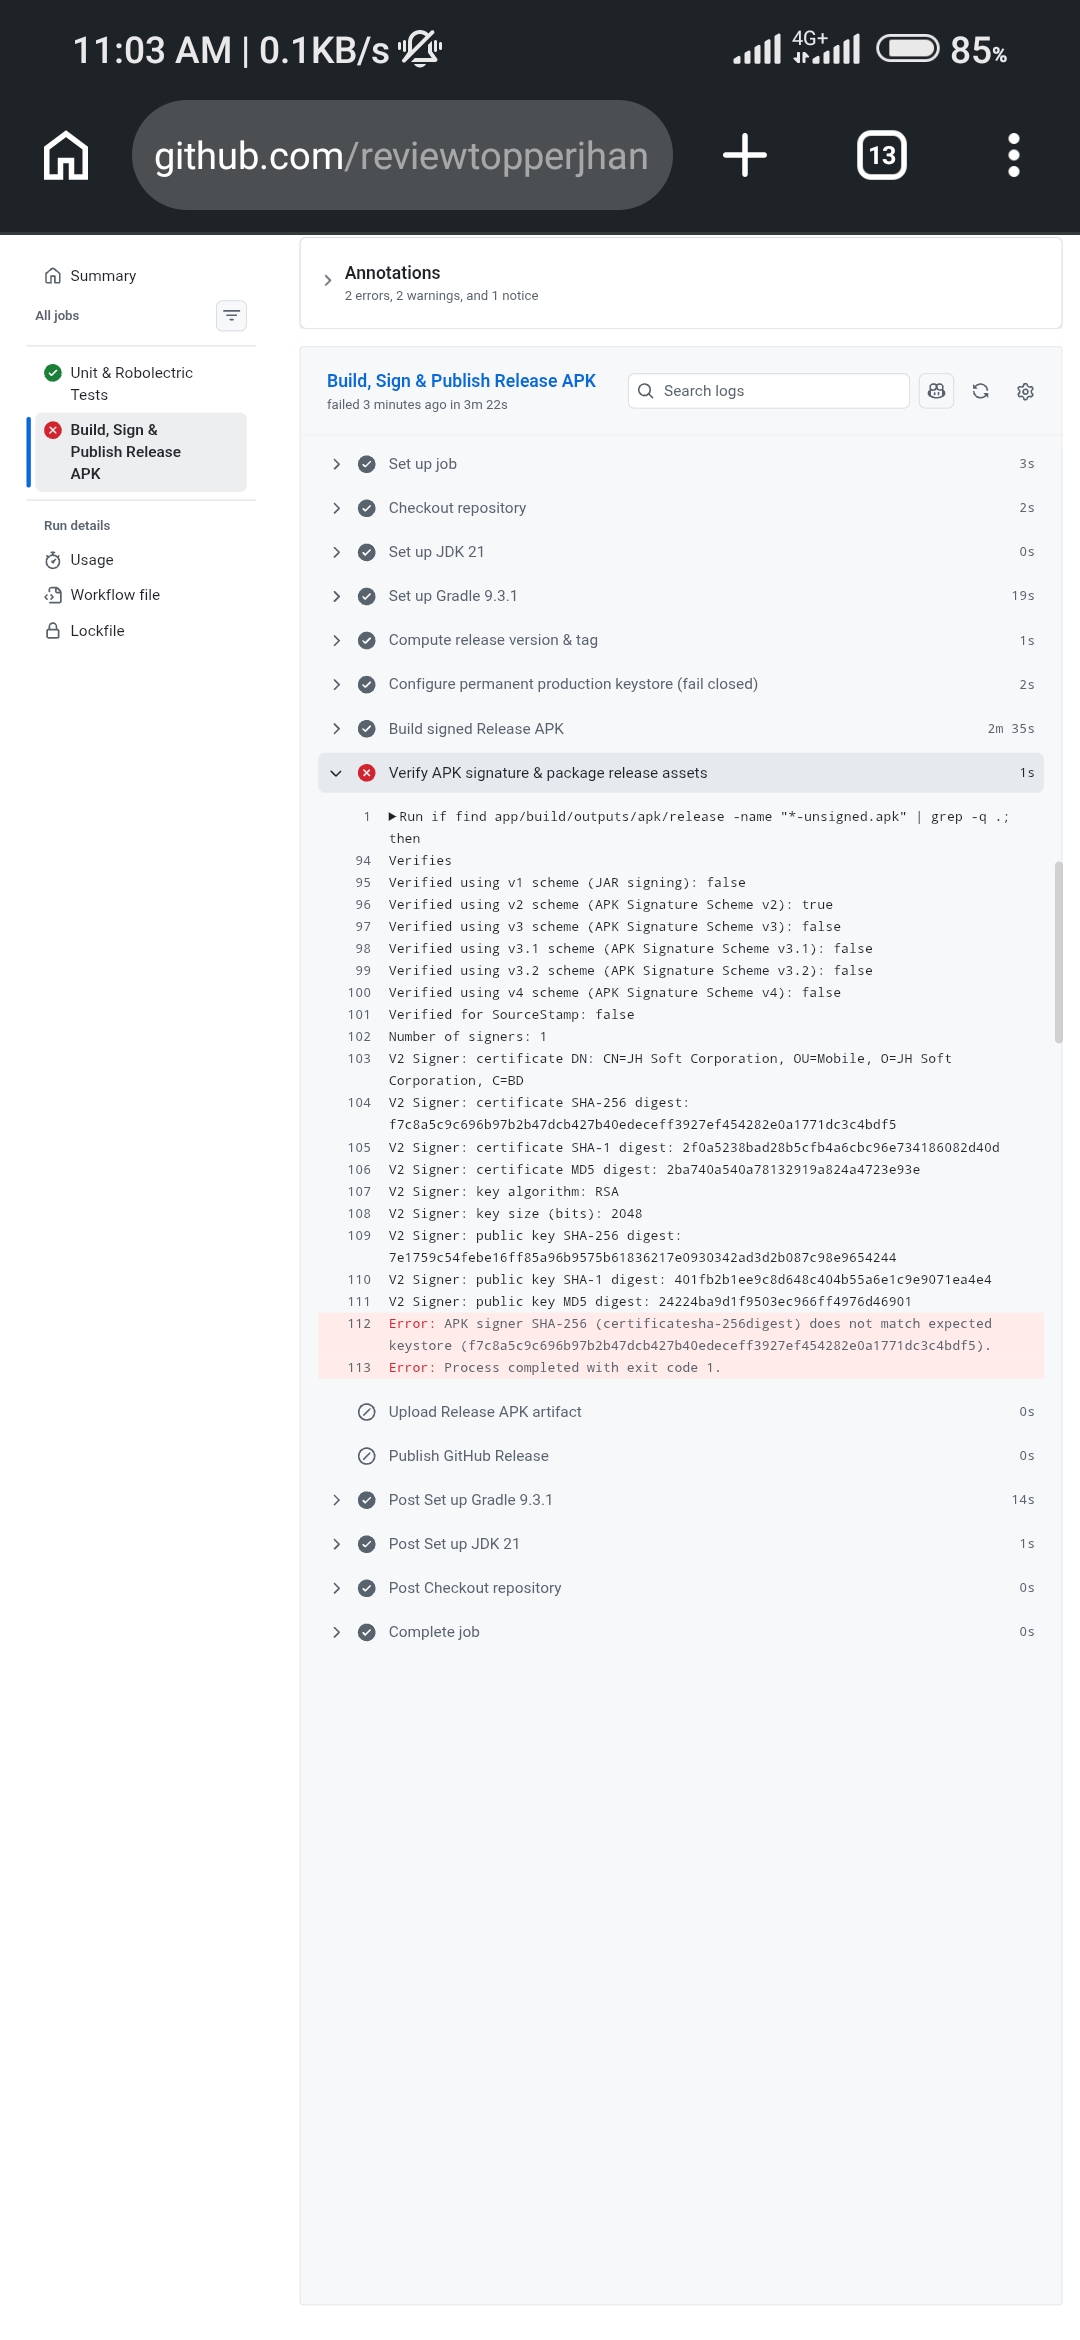 11:03 AM | 0.1KB/s
4G+
85%
github.com/reviewtopperjhan
13
Summary
All jobs
Unit & Robolectric
Tests
Build, Sign &
Publish Release
APK
Run details
Usage
Workflow file
Lockfile
Annotations
2 errors, 2 warnings, and 1 notice
Build, Sign & Publish Release APK
failed 3 minutes ago in 3m 22s
Search logs
Set up job 3s
Checkout repository 2s
Set up JDK 21 0s
Set up Gradle 9.3.1 19s
Compute release version & tag 1s
Configure permanent production keystore (fail closed) 2s
Build signed Release APK 2m 35s
Verify APK signature & package release assets 1s
1 ▶Run if find app/build/outputs/apk/release -name "*-unsigned.apk" | grep -q .;
then
94 Verifies
95 Verified using v1 scheme (JAR signing): false
96 Verified using v2 scheme (APK Signature Scheme v2): true
97 Verified using v3 scheme (APK Signature Scheme v3): false
98 Verified using v3.1 scheme (APK Signature Scheme v3.1): false
99 Verified using v3.2 scheme (APK Signature Scheme v3.2): false
100 Verified using v4 scheme (APK Signature Scheme v4): false
101 Verified for SourceStamp: false
102 Number of signers: 1
103 V2 Signer: certificate DN: CN=JH Soft Corporation, OU=Mobile, O=JH Soft
Corporation, C=BD
104 V2 Signer: certificate SHA-256 digest:
f7c8a5c9c696b97b2b47dcb427b40edeceff3927ef454282e0a1771dc3c4bdf5
105 V2 Signer: certificate SHA-1 digest: 2f0a5238bad28b5cfb4a6cbc96e734186082d40d
106 V2 Signer: certificate MD5 digest: 2ba740a540a78132919a824a4723e93e
107 V2 Signer: key algorithm: RSA
108 V2 Signer: key size (bits): 2048
109 V2 Signer: public key SHA-256 digest:
7e1759c54febe16ff85a96b9575b61836217e0930342ad3d2b087c98e9654244
110 V2 Signer: public key SHA-1 digest: 401fb2b1ee9c8d648c404b55a6e1c9e9071ea4e4
111 V2 Signer: public key MD5 digest: 24224ba9d1f9503ec966ff4976d46901
112 Error: APK signer SHA-256 (certificatesha-256digest) does not match expected
keystore (f7c8a5c9c696b97b2b47dcb427b40edeceff3927ef454282e0a1771dc3c4bdf5).
113 Error: Process completed with exit code 1.
Upload Release APK artifact 0s
Publish GitHub Release 0s
Post Set up Gradle 9.3.1 14s
Post Set up JDK 21 1s
Post Checkout repository 0s
Complete job 0s